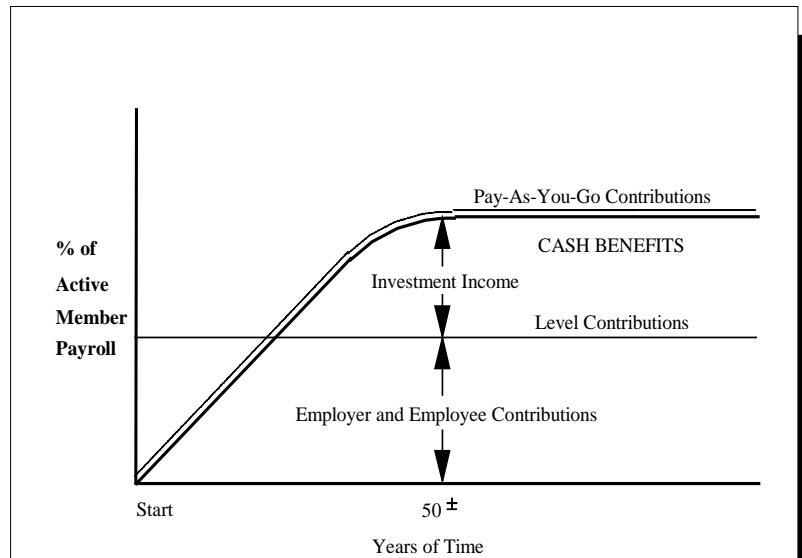 Pay-As-You-Go Contributions
CASH BENEFITS
% of
Active
Member
Payroll
Investment Income
Level Contributions
Employer and Employee Contributions
Start
50 ±
Years of Time